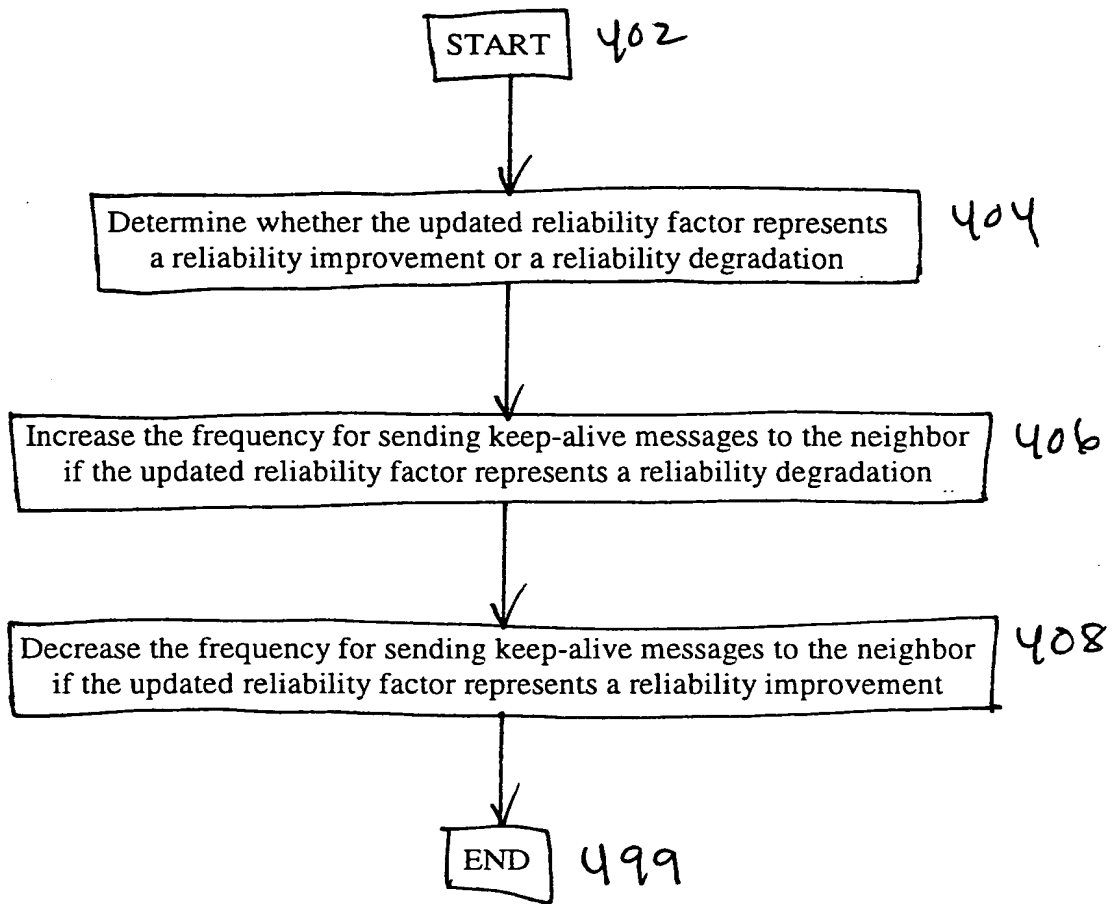 START 402
Determine whether the updated reliability factor represents 404
a reliability improvement or a reliability degradation
Increase the frequency for sending keep-alive messages to the neighbor 406
if the updated reliability factor represents a reliability degradation
Decrease the frequency for sending keep-alive messages to the neighbor 408
if the updated reliability factor represents a reliability improvement
END 499